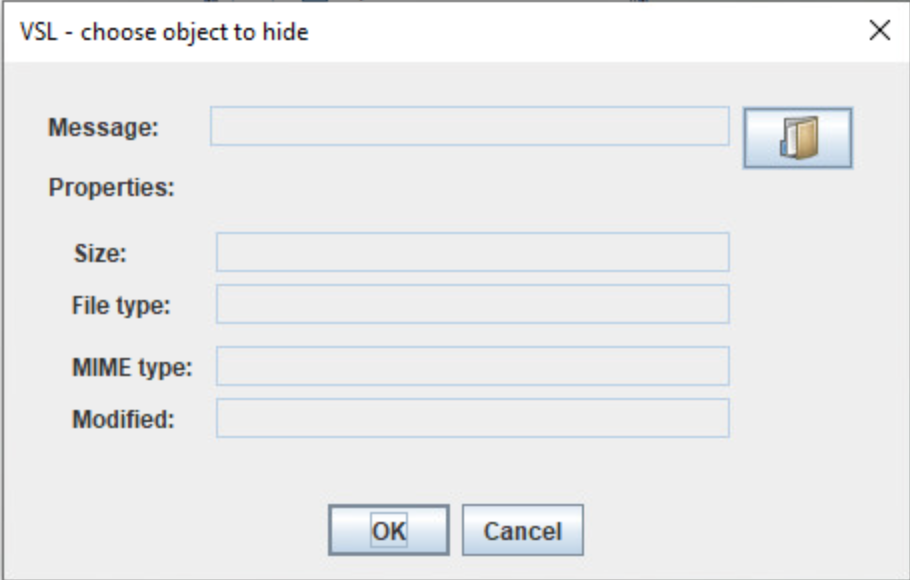 VSL - choose object to hide
Message:
Properties:
Size:
File type:
MIME type:
Modified:
OK Cancel